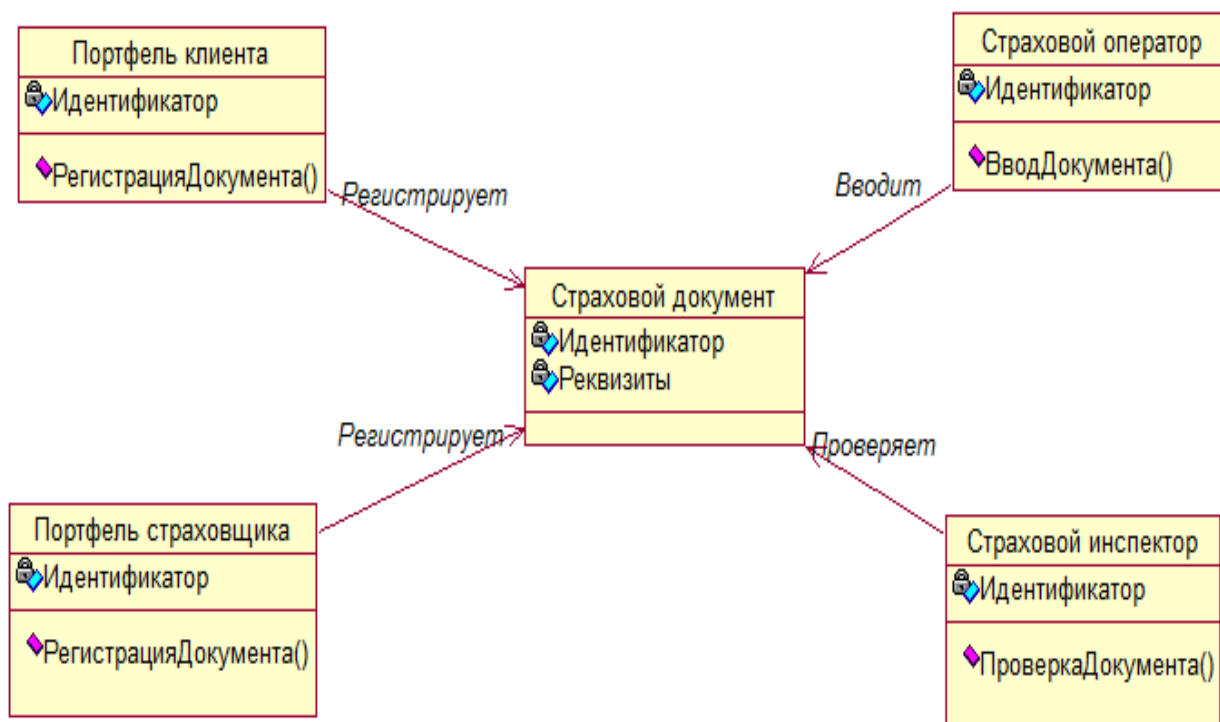 Портфель клиента
Идентификатор
РегистрацияДокумента()
Страховой оператор
Идентификатор
ВводДокумента()
Регистрирует
Вводит
Страховой документ
Идентификатор
Реквизиты
Регистрирует
Проверяет
Портфель страховщика
Идентификатор
РегистрацияДокумента()
Страховой инспектор
Идентификатор
ПроверкаДокумента()